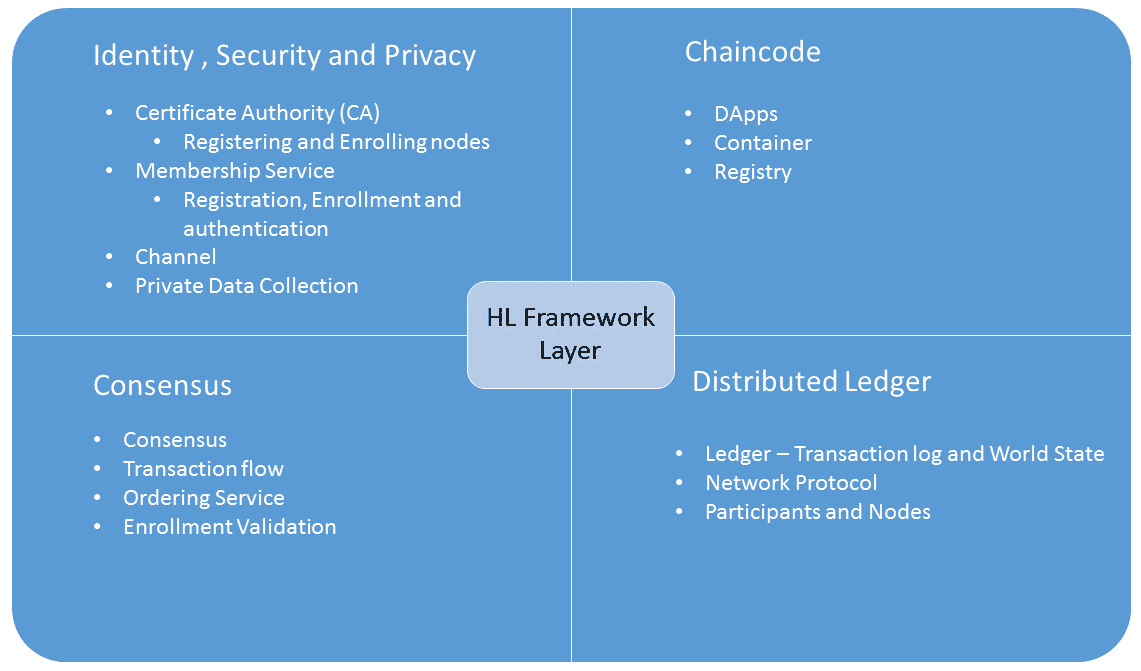 Identity , Security and Privacy
• Certificate Authority (CA)
• Registering and Enrolling nodes
• Membership Service
• Registration, Enrollment and
authentication
• Channel
• Private Data Collection
Chaincode
• DApps
• Container
• Registry
HL Framework
Layer
Consensus
• Consensus
• Transaction flow
• Ordering Service
• Enrollment Validation
Distributed Ledger
• Ledger – Transaction log and World State
• Network Protocol
• Participants and Nodes